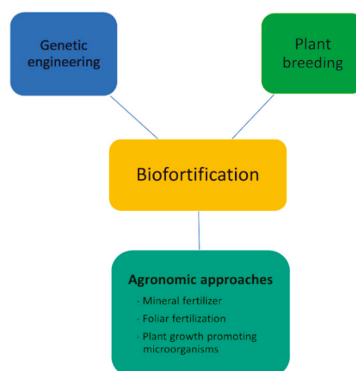 Genetic
engineering
Plant
breeding
Biofortification
Agronomic approaches
· Mineral fertilizer
· Foliar fertilization
· Plant growth promoting
microorganisms